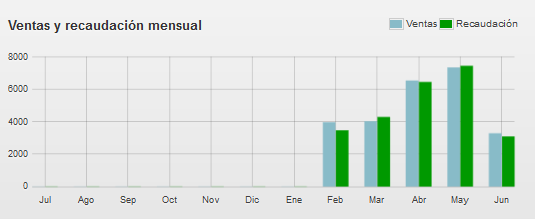 Ventas y recaudación mensual
Ventas Recaudación
8000
6000
4000
2000
0
Jul Ago Sep Oct Nov Dic Ene Feb Mar Abr May Jun